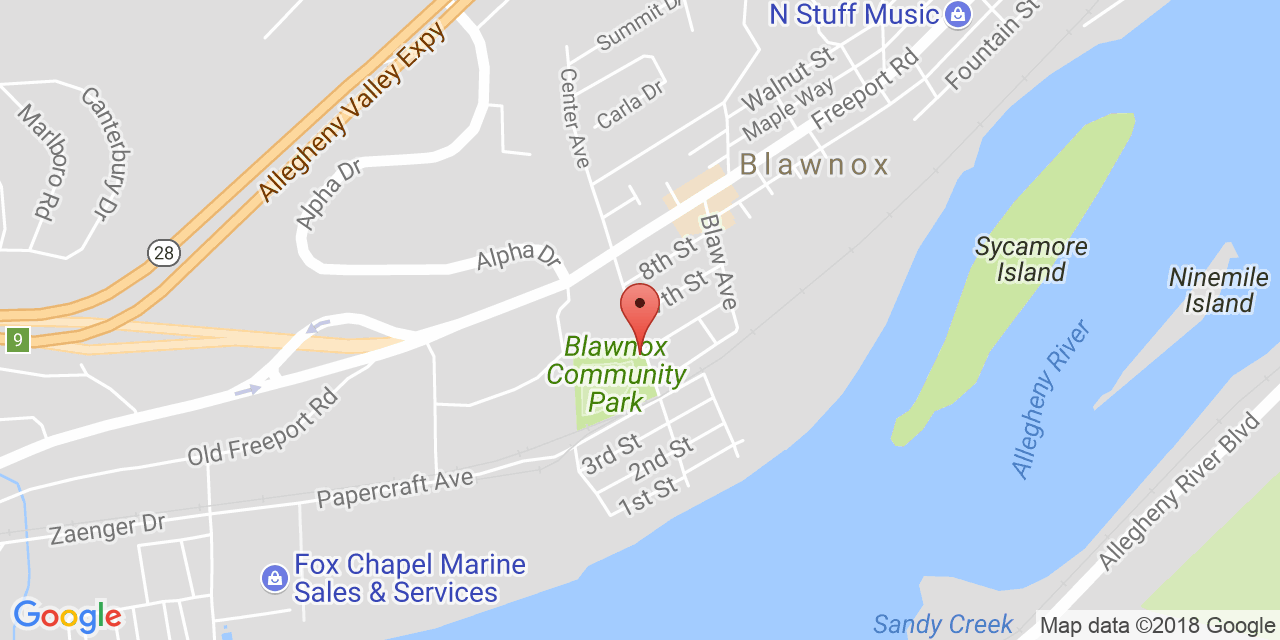 N Stuff Music
Summit Dr
Fountain St
Allegheny Valley Expy
Center Ave
Walnut St
Freeport Rd
Carla Dr
Maple Way
Canterbury Dr
Marlboro Rd
Alpha Dr
Blawnox
28
Alpha Dr
8th St
Blaw Ave
7th St
Sycamore
Island
Ninemile
Island
9
Blawnox
Community
Park
Allegheny River
Old Freeport Rd
3rd St
2nd St
1st St
Papercraft Ave
Zaenger Dr
Allegheny River Blvd
Fox Chapel Marine
Sales & Services
Google
Sandy Creek
Map data ©2018 Google